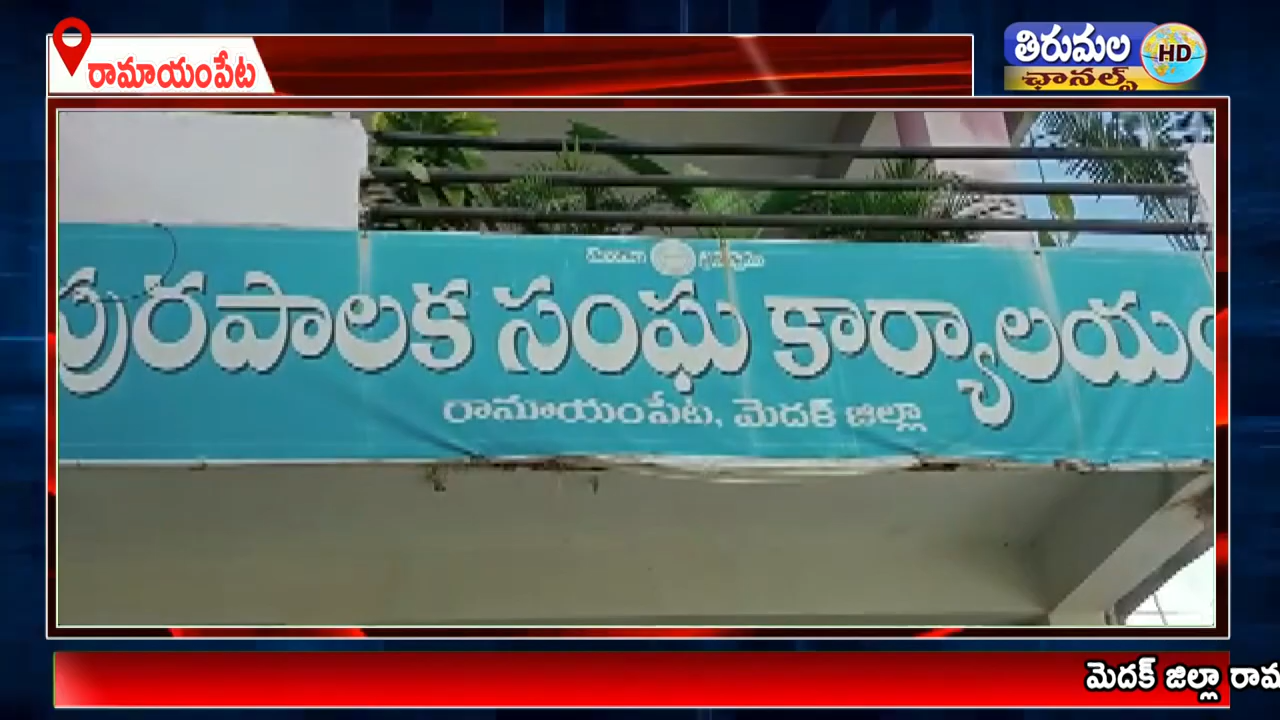 రామాయంపేట
తిరుమల
ఛానల్స్
HD
పురపాలక సంఘ కార్యాలయం
రామాయంపేట, మెదక్ జిల్లా
మెదక్ జిల్లా రామ